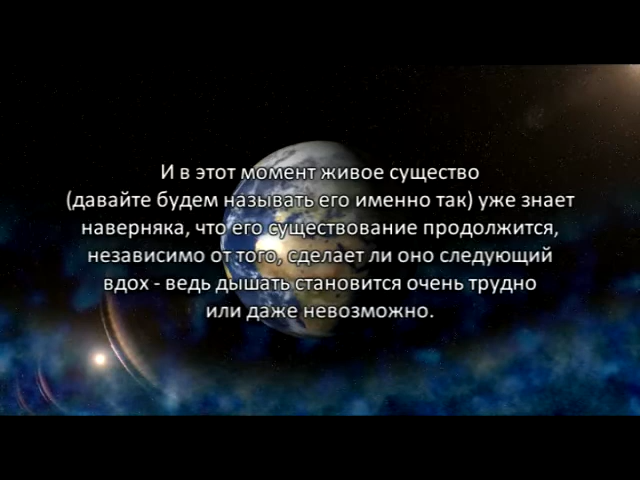 И в этот момент живое существо
(давайте будем называть его именно так) уже знает
наверняка, что его существование продолжится,
независимо от того, сделает ли оно следующий
вдох - ведь дышать становится очень трудно
или даже невозможно.